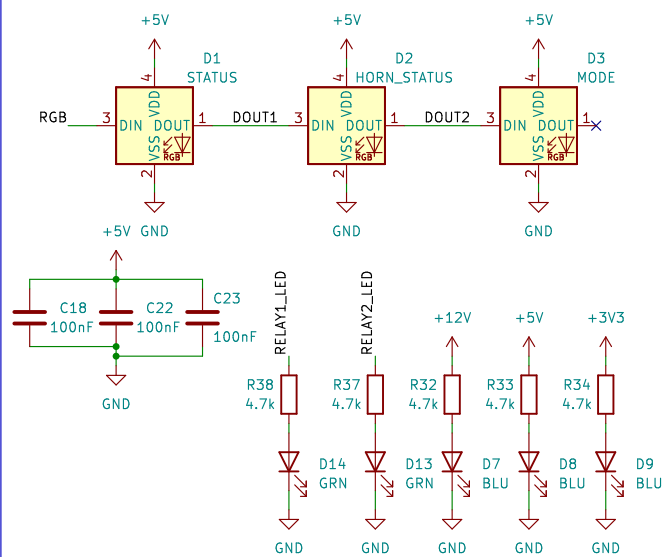 +5V +5V +5V
D1 D2 D3
STATUS HORN_STATUS MODE
4 4 4
VDD VDD VDD
RGB 3 DIN DOUT 1 DOUT1 3 DIN DOUT 1 DOUT2 3 DIN DOUT 1
VSS VSS VSS
RGB RGB RGB
2 2 2
GND GND GND
+5V
C18 C22 C23
100nF 100nF 100nF
GND
RELAY1_LED RELAY2_LED +12V +5V +3V3
R38 R37 R32 R33 R34
4.7k 4.7k 4.7k 4.7k 4.7k
D14 D13 D7 D8 D9
GRN GRN BLU BLU BLU
GND GND GND GND GND